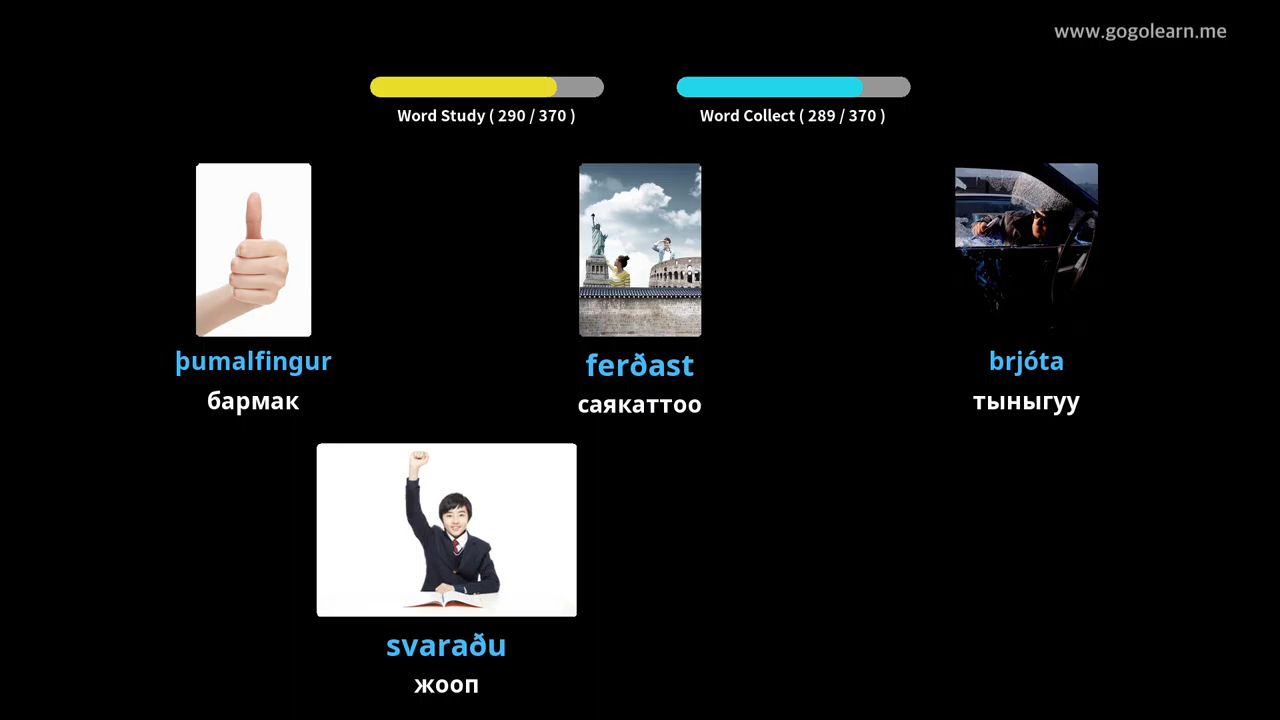 www.gogolearn.me
Word Study ( 290 / 370 )
Word Collect ( 289 / 370 )
þumalfingur
бармак
ferðast
саякаттоо
brjóta
тыныгуу
svaraðu
жооп